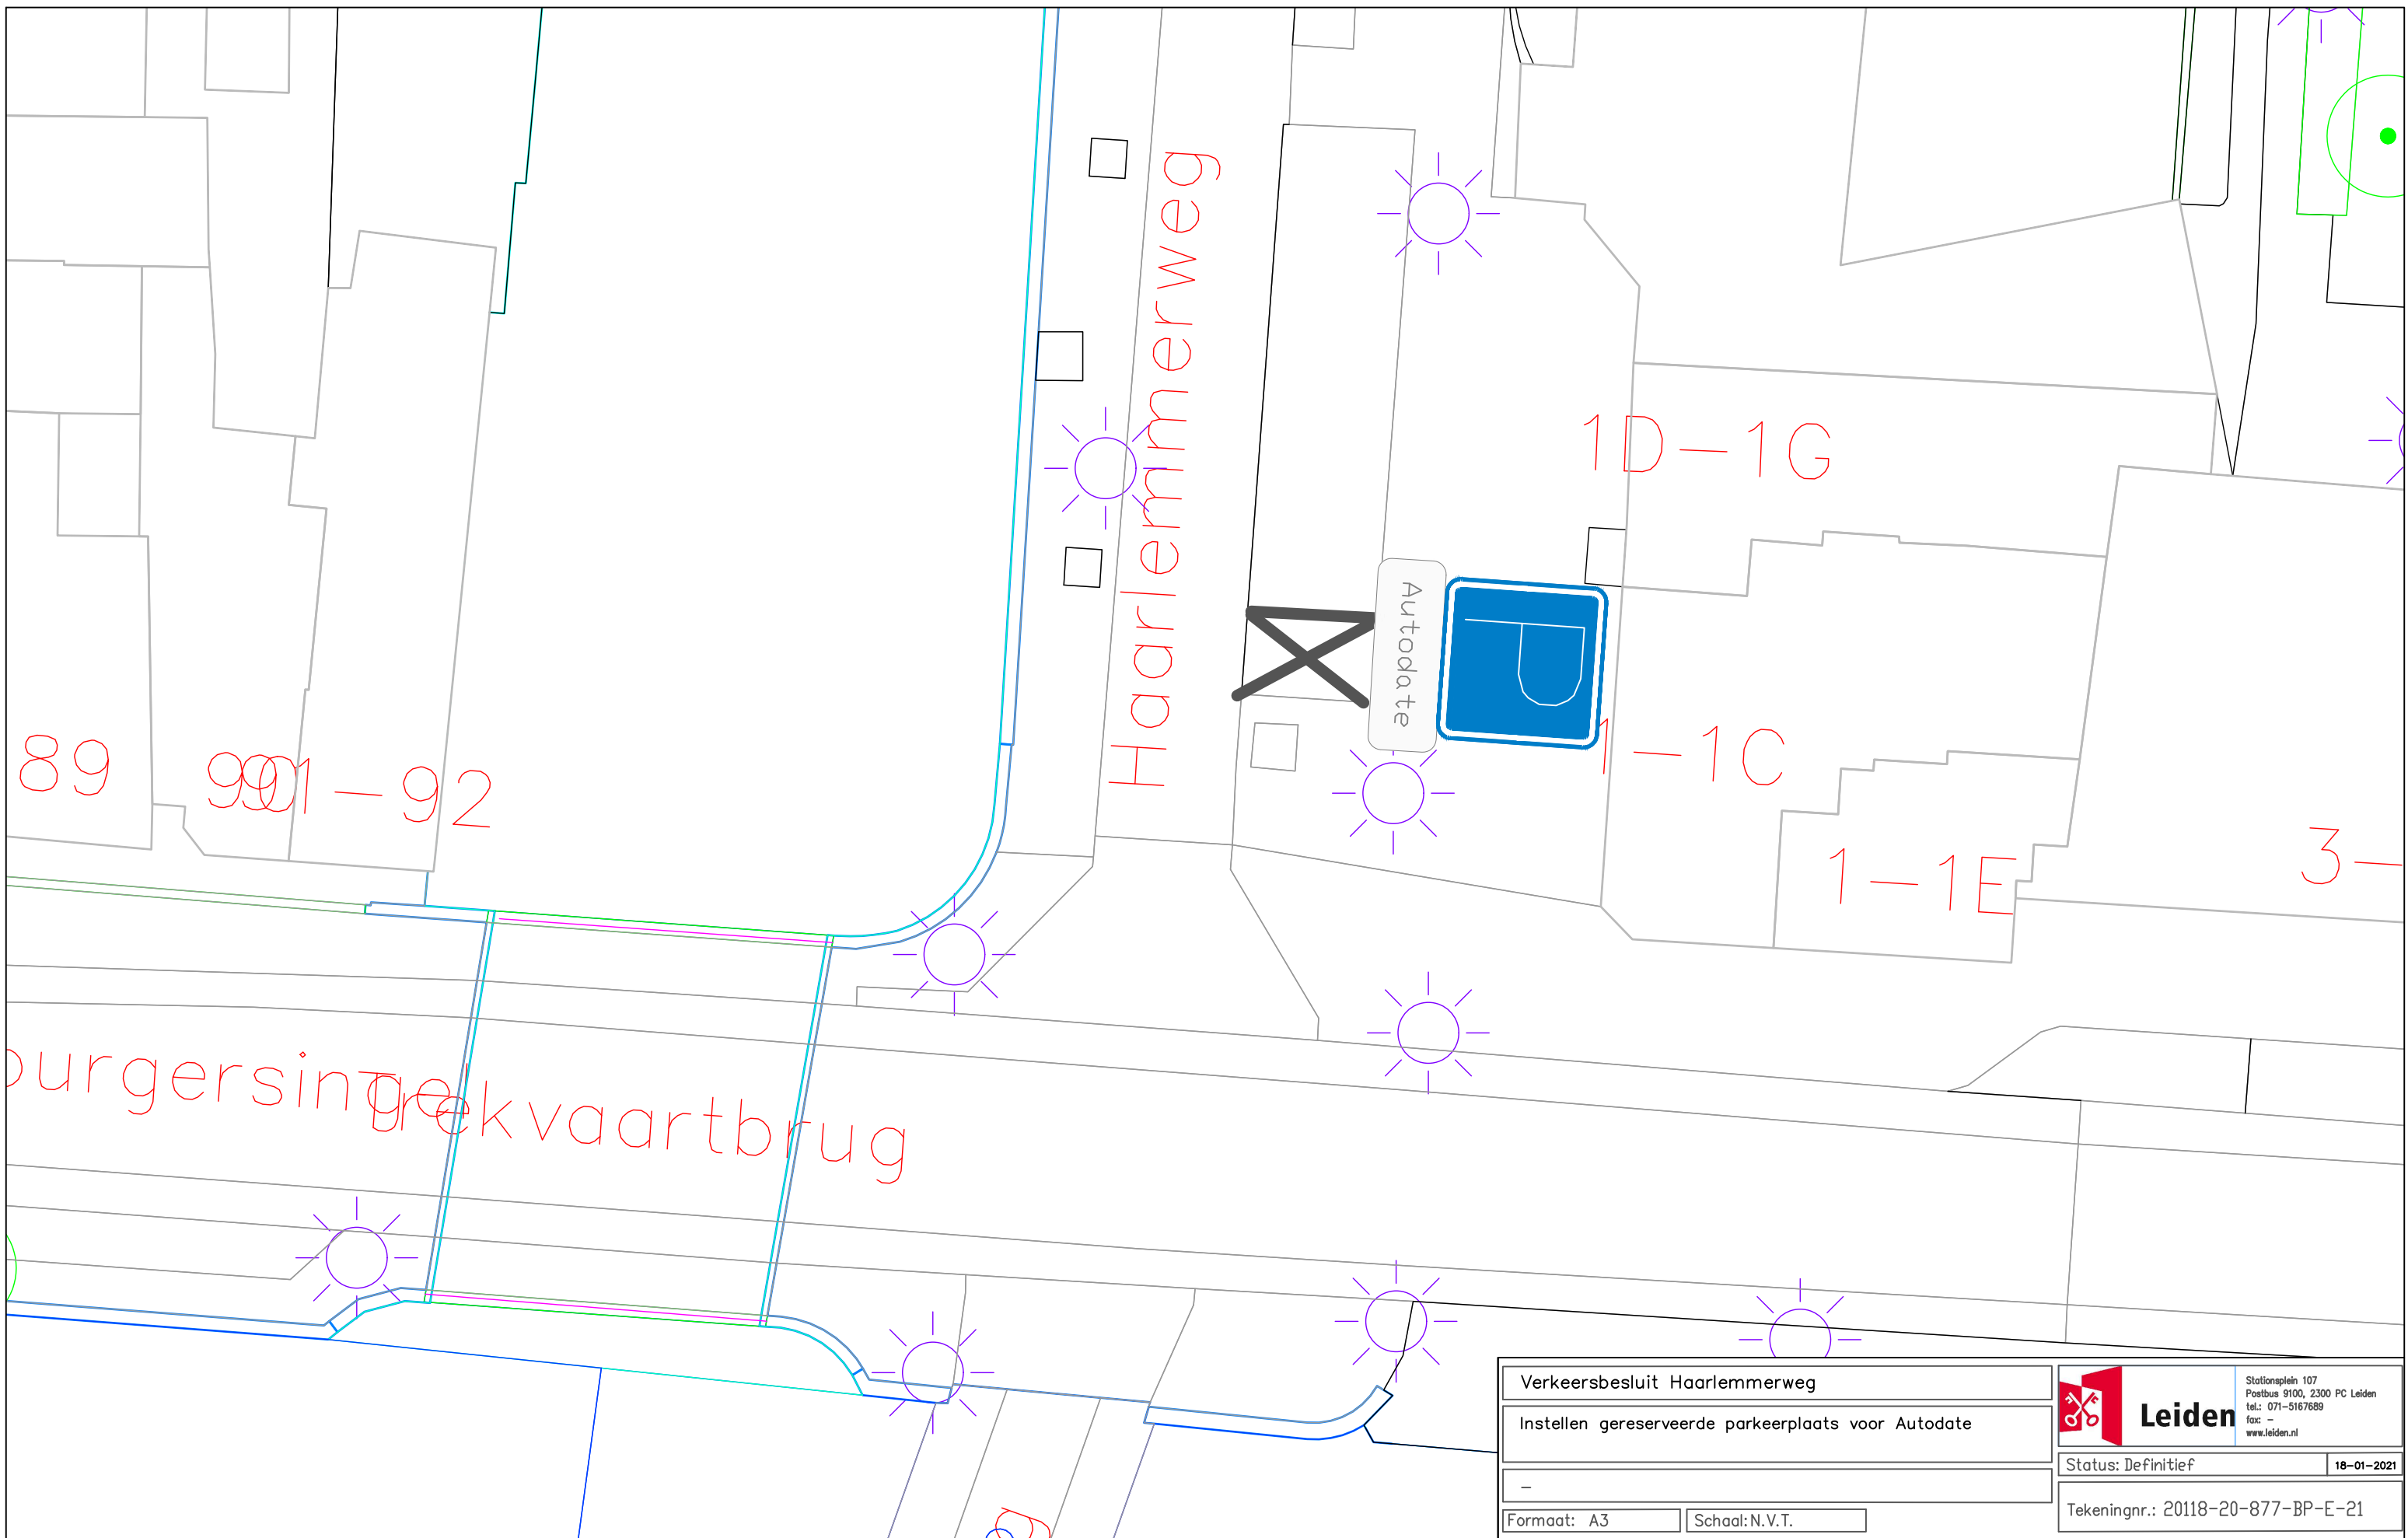 Haarlemmerweg
1D-1G
Autodate
P
1-1C
89
90
91-92
1-1E
3-
burgersingel
Trekvaartbrug
Verkeersbesluit Haarlemmerweg
Instellen gereserveerde parkeerplaats voor Autodate
-
Formaat: A3
Schaal: N.V.T.
Leiden
Stationsplein 107
Postbus 9100, 2300 PC Leiden
tel.: 071-5167689
fax: -
www.leiden.nl
Status: Definitief
18-01-2021
Tekeningnr.: 20118-20-877-BP-E-21